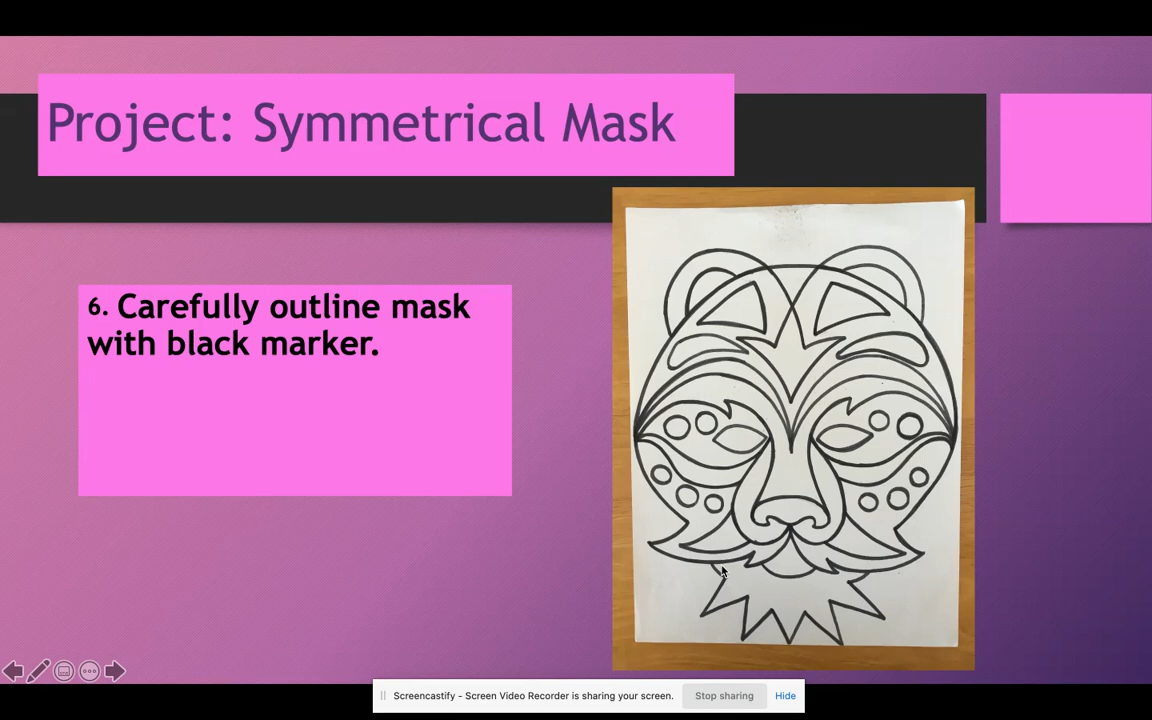 Project: Symmetrical Mask
6. Carefully outline mask
with black marker.
Screencastify - Screen Video Recorder is sharing your screen.
Stop sharing
Hide